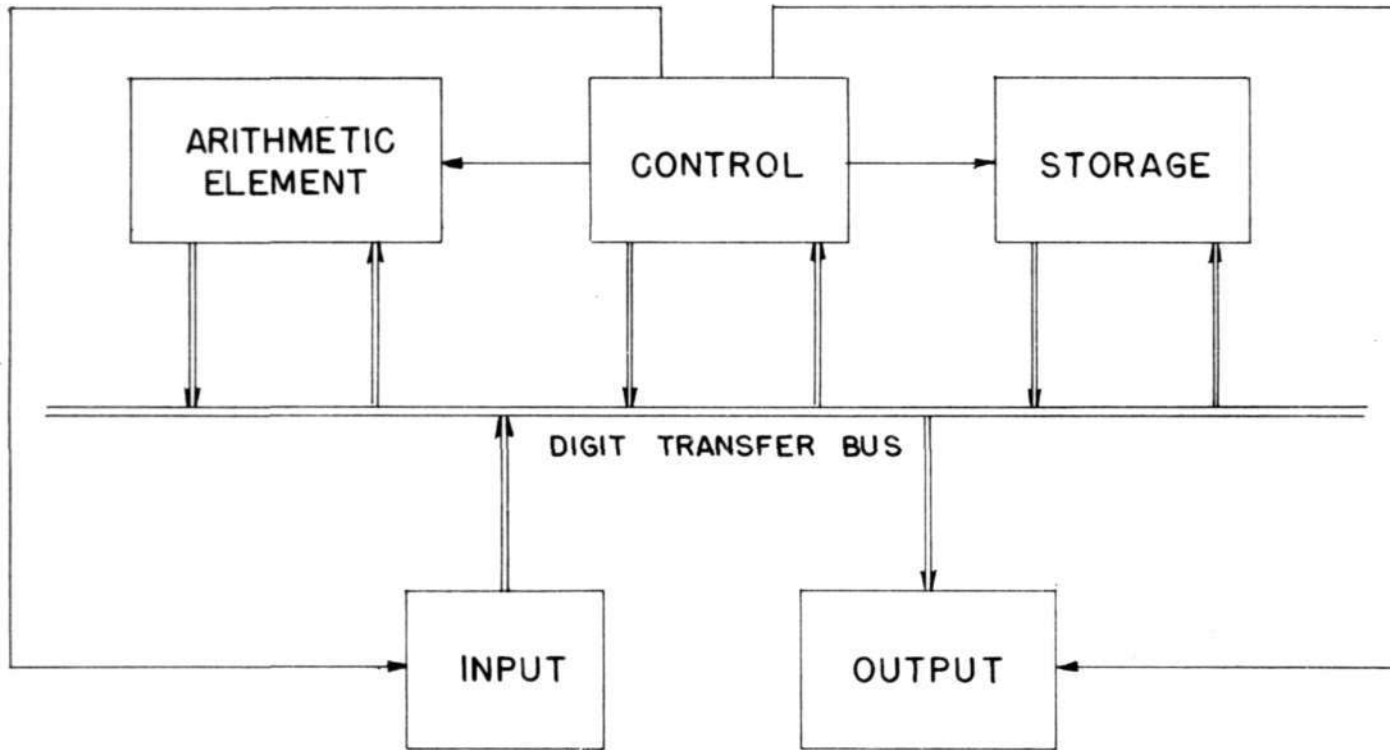 ARITHMETIC
ELEMENT
CONTROL
STORAGE
DIGIT TRANSFER BUS
INPUT
OUTPUT